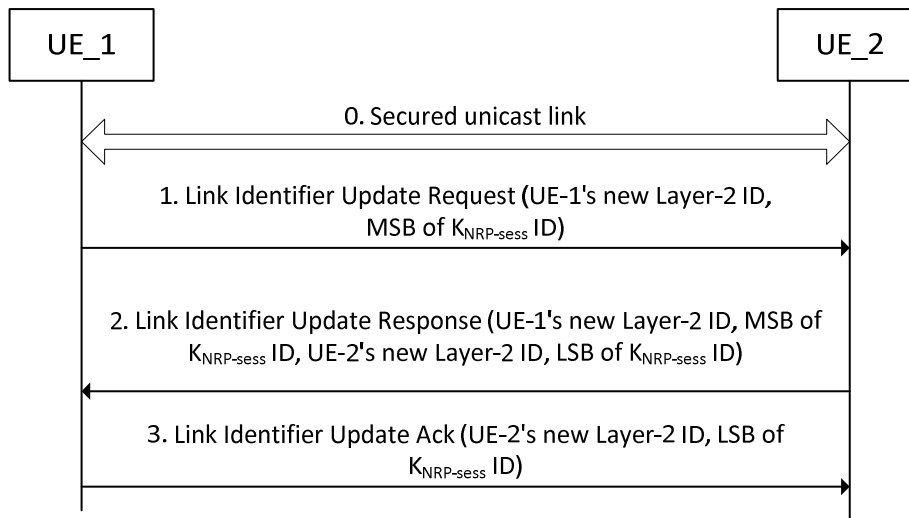 UE_1
UE_2
0. Secured unicast link
1. Link Identifier Update Request (UE-1's new Layer-2 ID,
MSB of KNRP-sess ID)
2. Link Identifier Update Response (UE-1's new Layer-2 ID, MSB of
KNRP-sess ID, UE-2's new Layer-2 ID, LSB of KNRP-sess ID)
3. Link Identifier Update Ack (UE-2's new Layer-2 ID, LSB of
KNRP-sess ID)